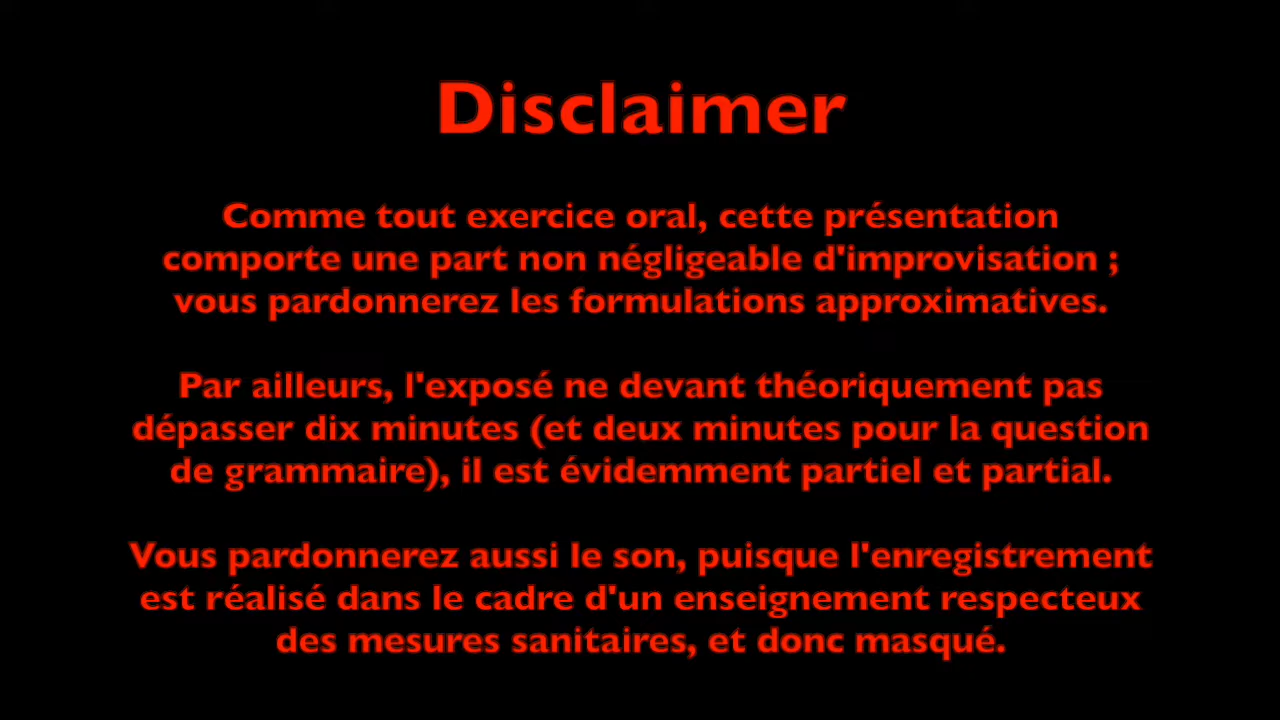 Disclaimer
Comme tout exercice oral, cette présentation
comporte une part non négligeable d'improvisation ;
vous pardonnerez les formulations approximatives.
Par ailleurs, l'exposé ne devant théoriquement pas
dépasser dix minutes (et deux minutes pour la question
de grammaire), il est évidemment partiel et partial.
Vous pardonnerez aussi le son, puisque l'enregistrement
est réalisé dans le cadre d'un enseignement respecteux
des mesures sanitaires, et donc masqué.